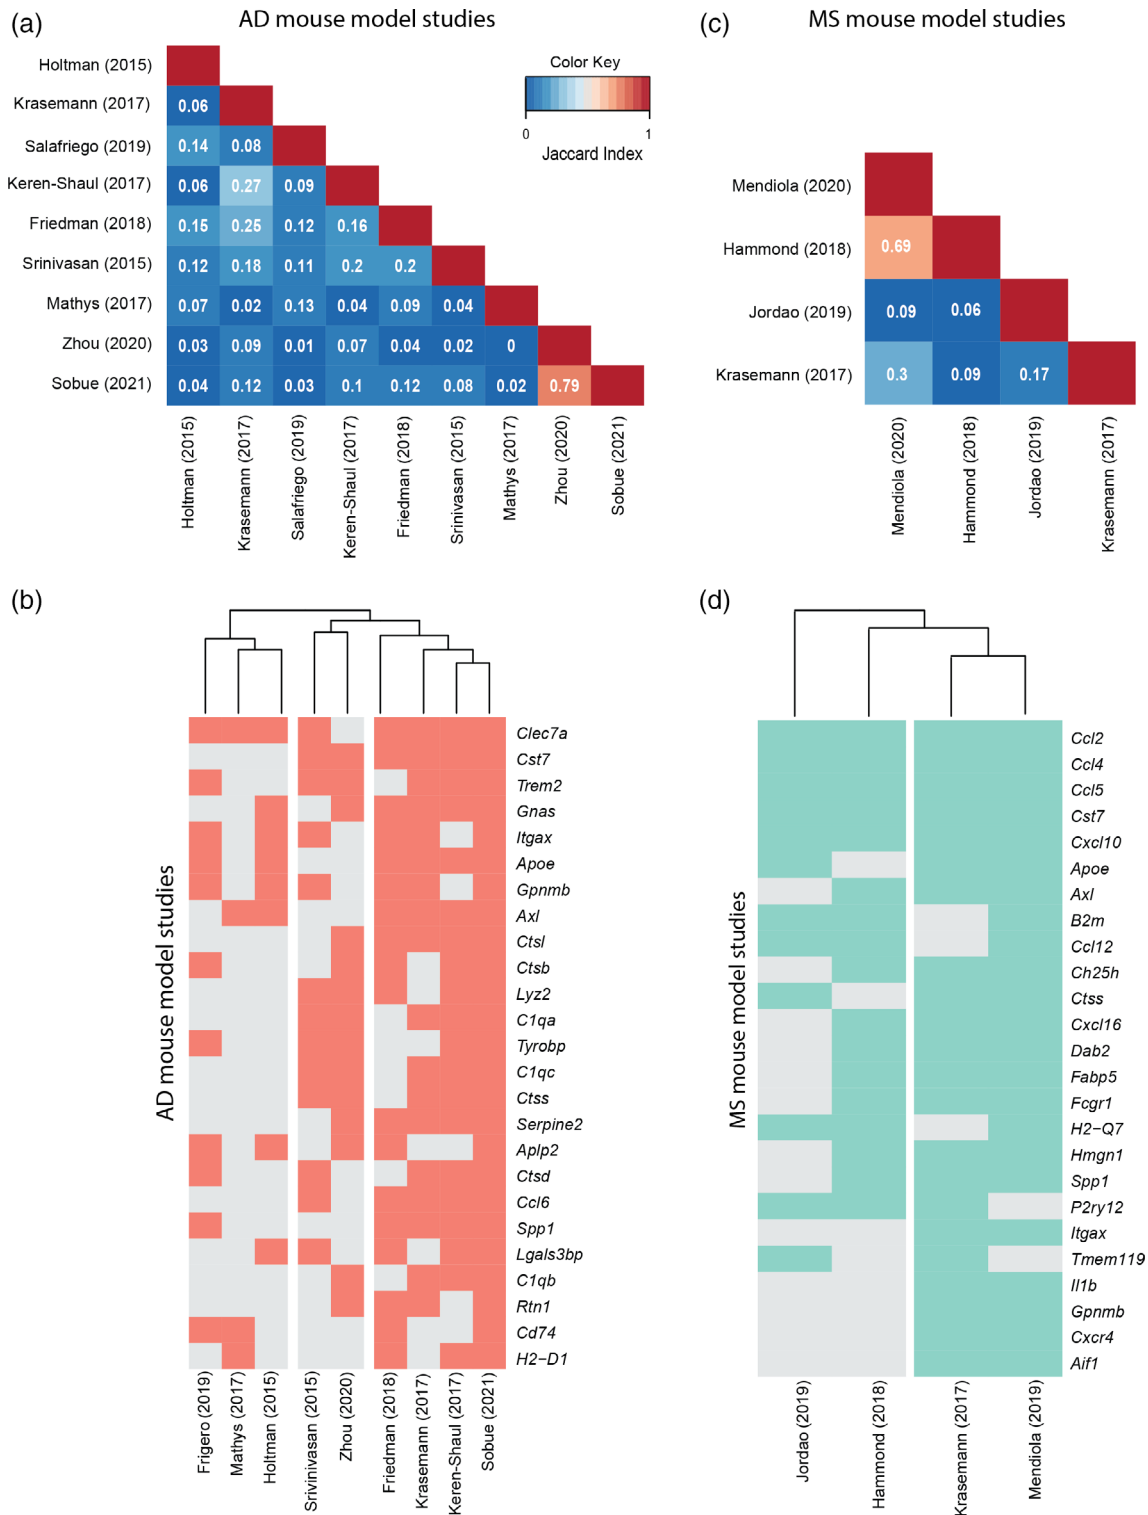 (a)
AD mouse model studies
Color Key
0
1
Jaccard Index
Holtman (2015)
Krasemann (2017) 0.06
Salafriego (2019) 0.14 0.08
Keren-Shaul (2017) 0.06 0.27 0.09
Friedman (2018) 0.15 0.25 0.12 0.16
Srinivasan (2015) 0.12 0.18 0.11 0.2 0.2
Mathys (2017) 0.07 0.02 0.13 0.04 0.09 0.04
Zhou (2020) 0.03 0.09 0.01 0.07 0.04 0.02 0
Sobue (2021) 0.04 0.12 0.03 0.1 0.12 0.08 0.02 0.79
Holtman (2015)
Krasemann (2017)
Salafriego (2019)
Keren-Shaul (2017)
Friedman (2018)
Srinivasan (2015)
Mathys (2017)
Zhou (2020)
Sobue (2021)
(c)
MS mouse model studies
Mendiola (2020)
Hammond (2018) 0.69
Jordao (2019) 0.09 0.06
Krasemann (2017) 0.3 0.09 0.17
Mendiola (2020)
Hammond (2018)
Jordao (2019)
Krasemann (2017)
(b)
AD mouse model studies
Clec7a
Cst7
Trem2
Gnas
Itgax
Apoe
Gpnmb
Axl
Ctsl
Ctsb
Lyz2
C1qa
Tyrobp
C1qc
Ctss
Serpine2
Aplp2
Ctsd
Ccl6
Spp1
Lgals3bp
C1qb
Rtn1
Cd74
H2−D1
Frigero (2019)
Mathys (2017)
Holtman (2015)
Srivinivasan (2015)
Zhou (2020)
Friedman (2018)
Krasemann (2017)
Keren-Shaul (2017)
Sobue (2021)
(d)
MS mouse model studies
Ccl2
Ccl4
Ccl5
Cst7
Cxcl10
Apoe
Axl
B2m
Ccl12
Ch25h
Ctss
Cxcl16
Dab2
Fabp5
Fcgr1
H2−Q7
Hmgn1
Spp1
P2ry12
Itgax
Tmem119
Il1b
Gpnmb
Cxcr4
Aif1
Jordao (2019)
Hammond (2018)
Krasemann (2017)
Mendiola (2019)